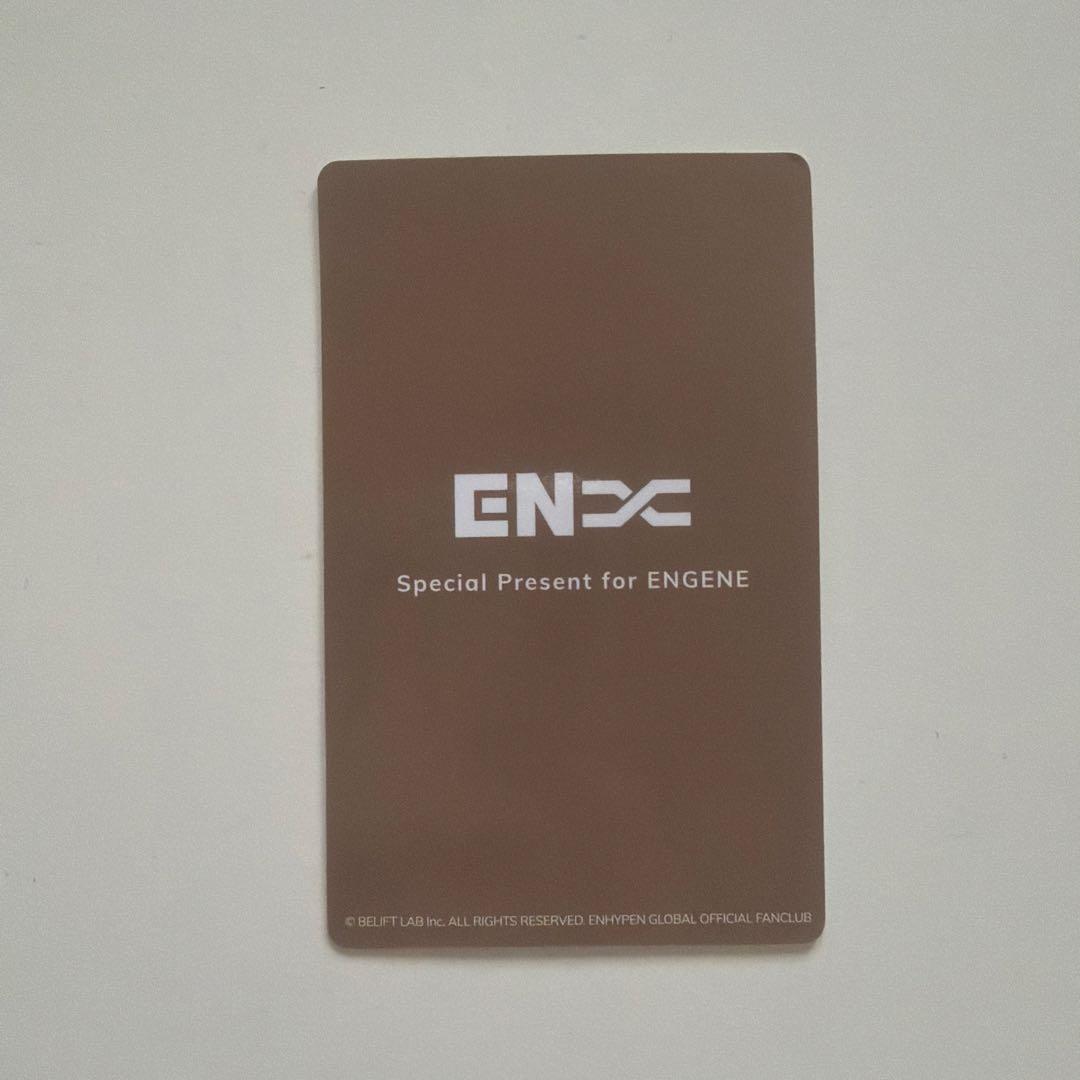 EN
Special Present for ENGENE
© BELIFT LAB Inc. ALL RIGHTS RESERVED. ENHYPEN GLOBAL OFFICIAL FANCLUB